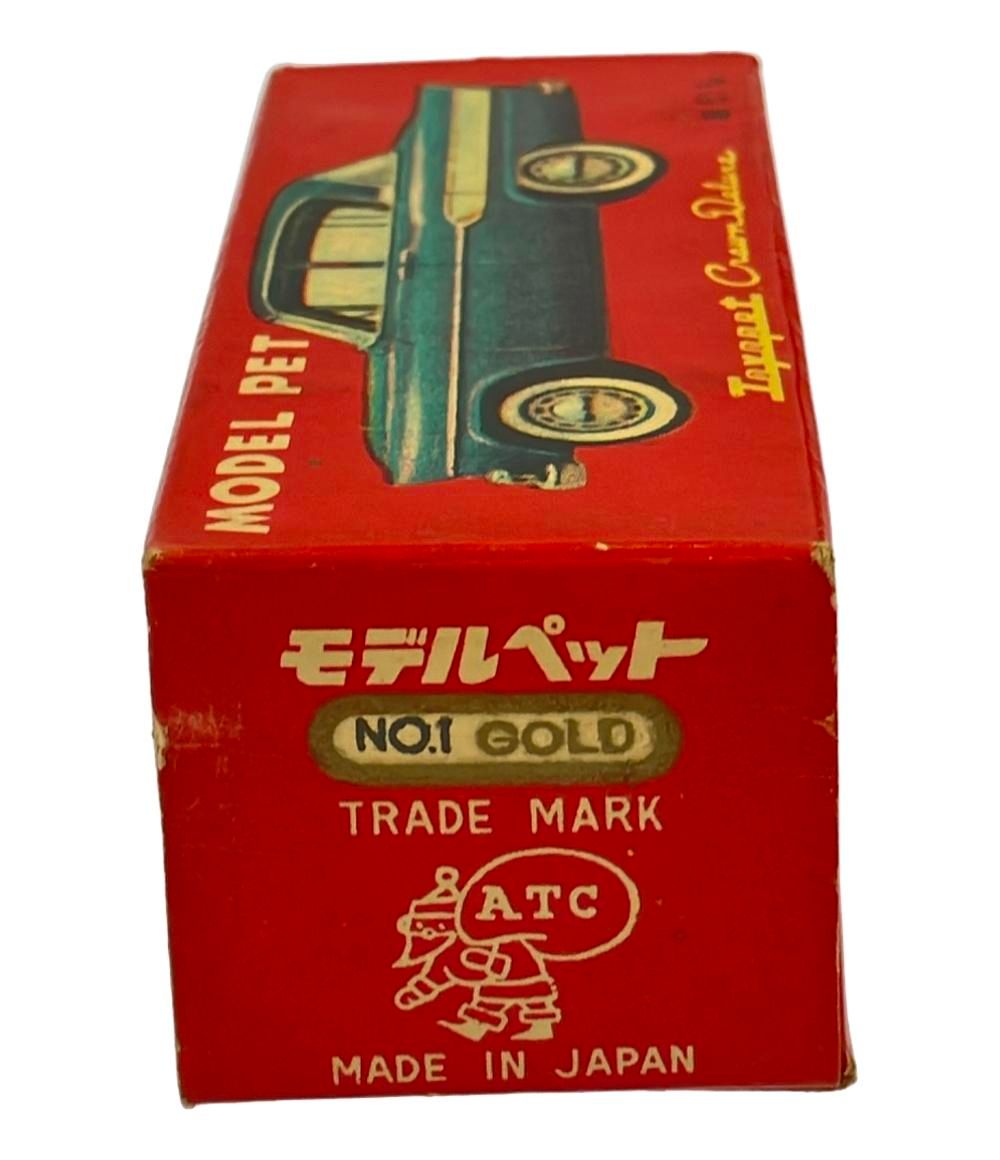 MODEL PET
Toyopet Crown Deluxe
モデルペット
NO.1 GOLD
TRADE MARK
ATC
MADE IN JAPAN